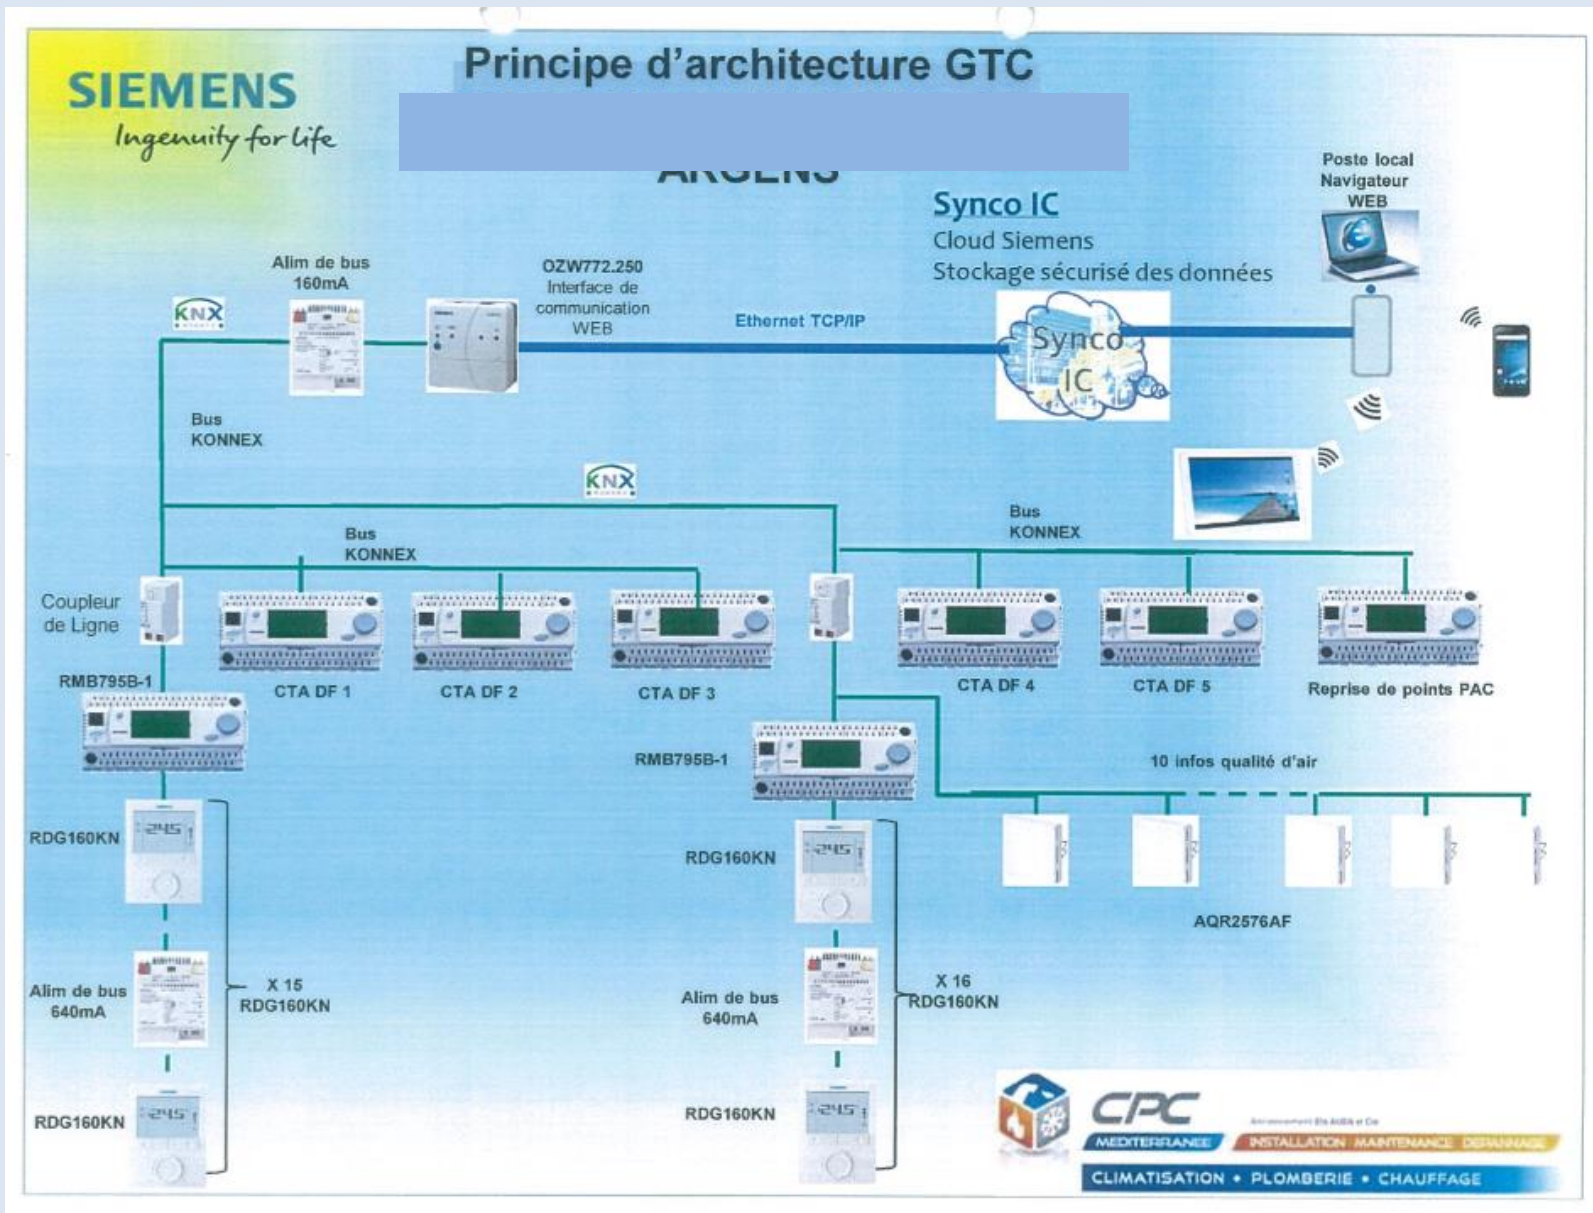 Principe d'architecture GTC
SIEMENS
Ingenuity for life
ARGENS
Poste local
Navigateur
WEB
Synco IC
Cloud Siemens
Stockage sécurisé des données
Alim de bus
160mA
OZW772.250
Interface de
communication
WEB
KNX
Ethernet TCP/IP
Synco
IC
Bus
KONNEX
KNX
Bus
KONNEX
Bus
KONNEX
Coupleur
de Ligne
RMB795B-1
CTA DF 1
CTA DF 2
CTA DF 3
CTA DF 4
CTA DF 5
Reprise de points PAC
RMB795B-1
10 infos qualité d'air
RDG160KN
RDG160KN
AQR2576AF
Alim de bus
640mA
X 15
RDG160KN
Alim de bus
640mA
X 16
RDG160KN
RDG160KN
RDG160KN
CPC
MEDITERRANEE
INSTALLATION MAINTENANCE DEPANNAGE
CLIMATISATION • PLOMBERIE • CHAUFFAGE